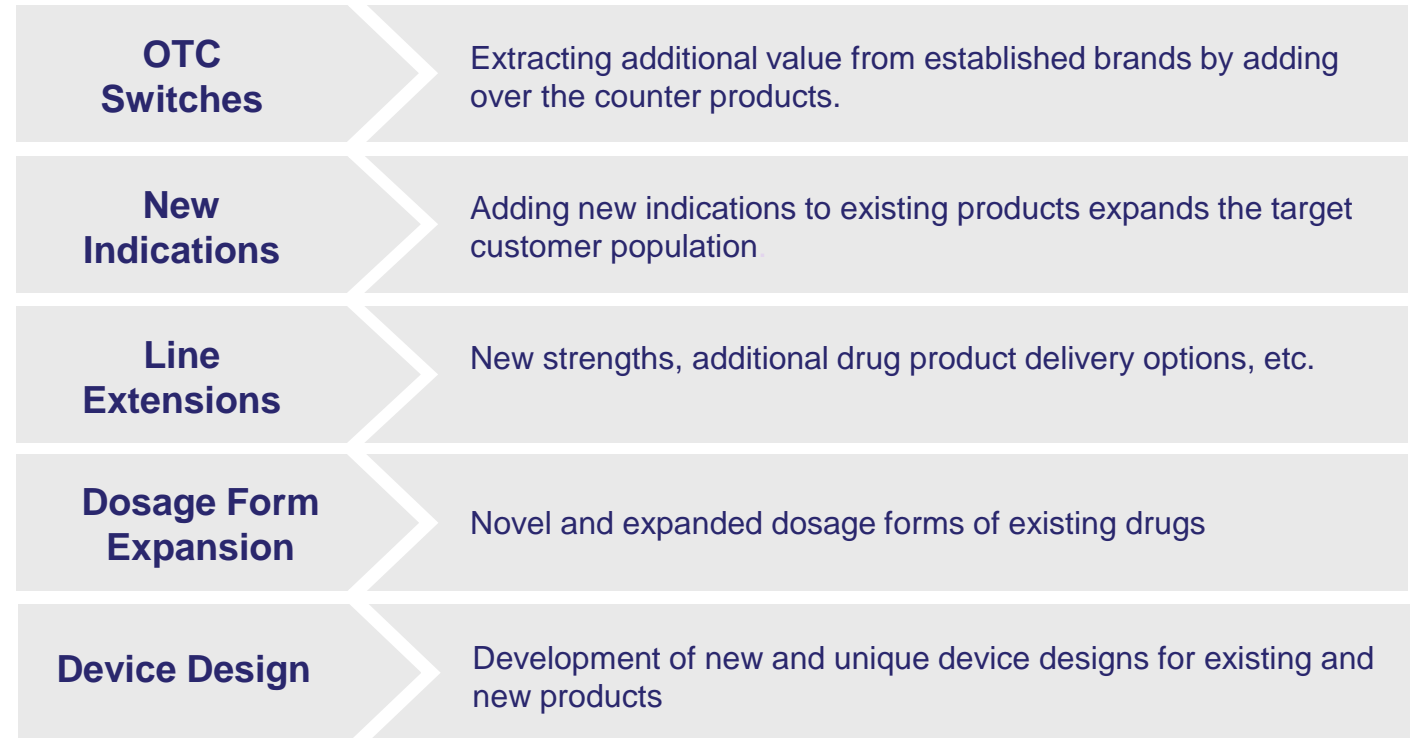 OTC
Switches
Extracting additional value from established brands by adding
over the counter products.
New
Indications
Adding new indications to existing products expands the target
customer population.
Line
Extensions
New strengths, additional drug product delivery options, etc.
Dosage Form
Expansion
Novel and expanded dosage forms of existing drugs
Device Design
Development of new and unique device designs for existing and
new products